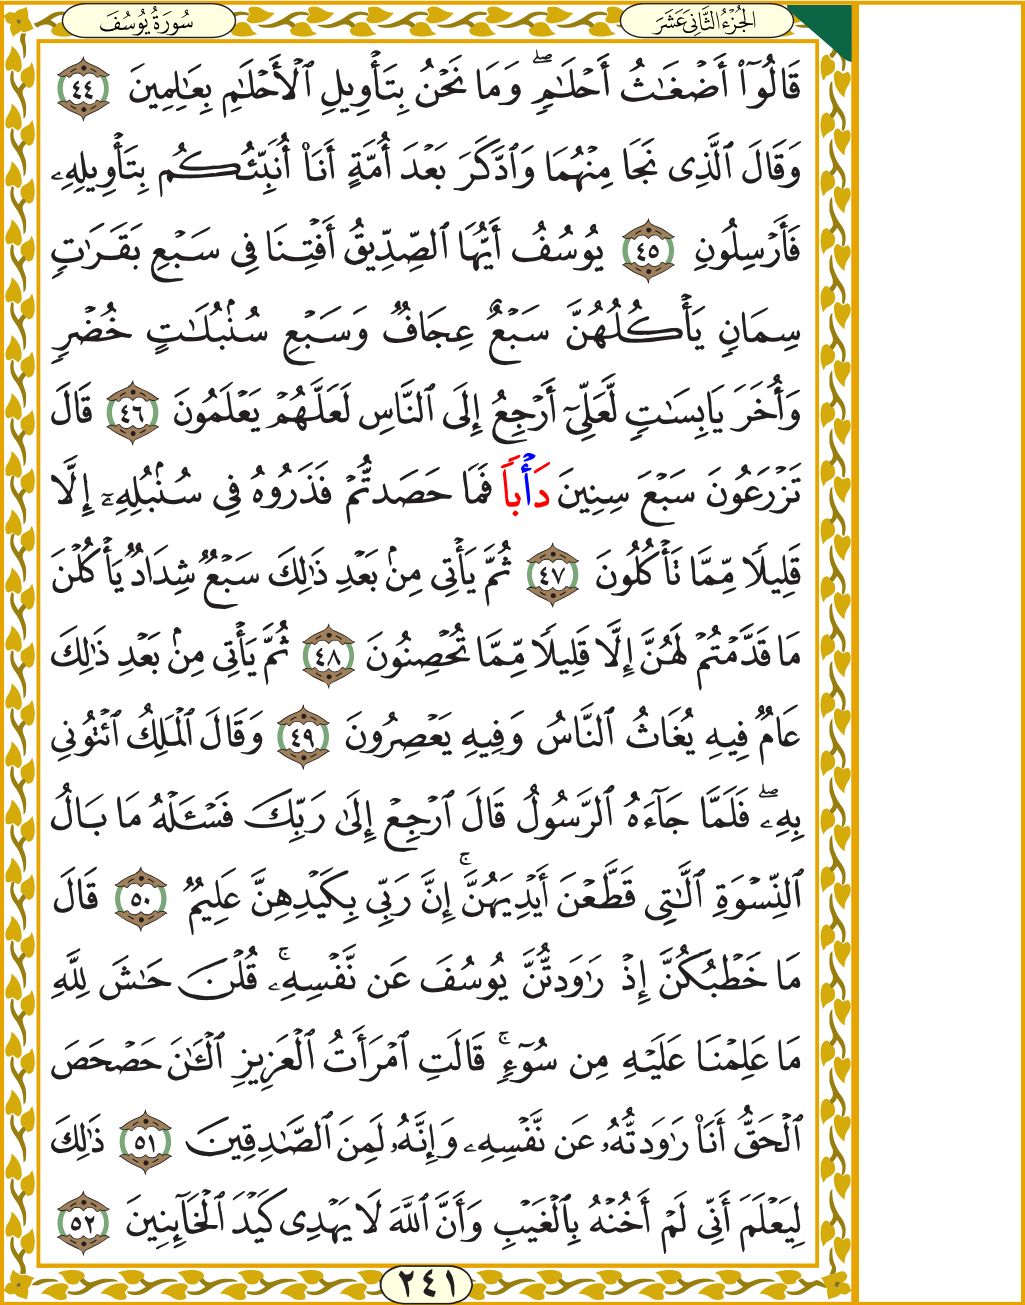 الجُزْءُ الثَّانِي عَشَرَ
سُورَةُ يُوسُفَ
قَالُوٓا۟ أَضْغَٰثُ أَحْلَٰمٍۖ وَمَا نَحْنُ بِتَأْوِيلِ ٱلْأَحْلَٰمِ بِعَٰلِمِينَ ٤٤
وَقَالَ ٱلَّذِى نَجَا مِنْهُمَا وَٱدَّكَرَ بَعْدَ أُمَّةٍ أَنَا۠ أُنَبِّئُكُم بِتَأْوِيلِهِۦ
فَأَرْسِلُونِ ٤٥ يُوسُفُ أَيُّهَا ٱلصِّدِّيقُ أَفْتِنَا فِى سَبْعِ بَقَرَٰتٍ
سِمَانٍ يَأْكُلُهُنَّ سَبْعٌ عِجَافٌ وَسَبْعِ سُنۢبُلَٰتٍ خُضْرٍ
وَأُخَرَ يَابِسَٰتٍ لَّعَلِّىٓ أَرْجِعُ إِلَى ٱلنَّاسِ لَعَلَّهُمْ يَعْلَمُونَ ٤٦ قَالَ
تَزْرَعُونَ سَبْعَ سِنِينَ دَأْبًا فَمَا حَصَدتُّمْ فَذَرُوهُ فِى سُنۢبُلِهِۦٓ إِلَّا
قَلِيلًا مِّمَّا تَأْكُلُونَ ٤٧ ثُمَّ يَأْتِى مِنۢ بَعْدِ ذَٰلِكَ سَبْعٌ شِدَادٌ يَأْكُلْنَ
مَا قَدَّمْتُمْ لَهُنَّ إِلَّا قَلِيلًا مِّمَّا تُحْصِنُونَ ٤٨ ثُمَّ يَأْتِى مِنۢ بَعْدِ ذَٰلِكَ
عَامٌ فِيهِ يُغَاثُ ٱلنَّاسُ وَفِيهِ يَعْصِرُونَ ٤٩ وَقَالَ ٱلْمَلِكُ ٱئْتُونِى
بِهِۦۖ فَلَمَّا جَآءَهُ ٱلرَّسُولُ قَالَ ٱرْجِعْ إِلَىٰ رَبِّكَ فَسْـَٔلْهُ مَا بَالُ
ٱلنِّسْوَةِ ٱلَّٰتِى قَطَّعْنَ أَيْدِيَهُنَّۚ إِنَّ رَبِّى بِكَيْدِهِنَّ عَلِيمٌ ٥٠ قَالَ
مَا خَطْبُكُنَّ إِذْ رَٰوَدتُّنَّ يُوسُفَ عَن نَّفْسِهِۦۚ قُلْنَ حَٰشَ لِلَّهِ
مَا عَلِمْنَا عَلَيْهِ مِن سُوٓءٍۚ قَالَتِ ٱمْرَأَتُ ٱلْعَزِيزِ ٱلْـَٰٔنَ حَصْحَصَ
ٱلْحَقُّ أَنَا۠ رَٰوَدتُّهُۥ عَن نَّفْسِهِۦ وَإِنَّهُۥ لَمِنَ ٱلصَّٰدِقِينَ ٥١ ذَٰلِكَ
لِيَعْلَمَ أَنِّى لَمْ أَخُنْهُ بِٱلْغَيْبِ وَأَنَّ ٱللَّهَ لَا يَهْدِى كَيْدَ ٱلْخَآئِنِينَ ٥٢
٢٤١